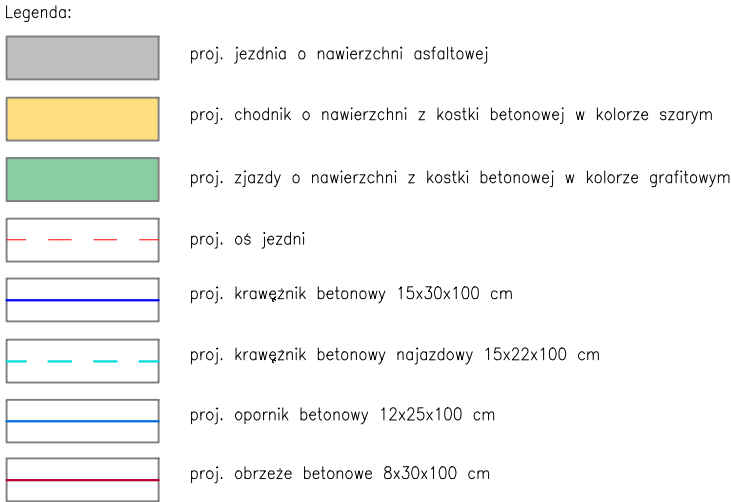 Legenda:
proj. jezdnia o nawierzchni asfaltowej
proj. chodnik o nawierzchni z kostki betonowej w kolorze szarym
proj. zjazdy o nawierzchni z kostki betonowej w kolorze grafitowym
proj. oś jezdni
proj. krawężnik betonowy 15x30x100 cm
proj. krawężnik betonowy najazdowy 15x22x100 cm
proj. opornik betonowy 12x25x100 cm
proj. obrzeże betonowe 8x30x100 cm